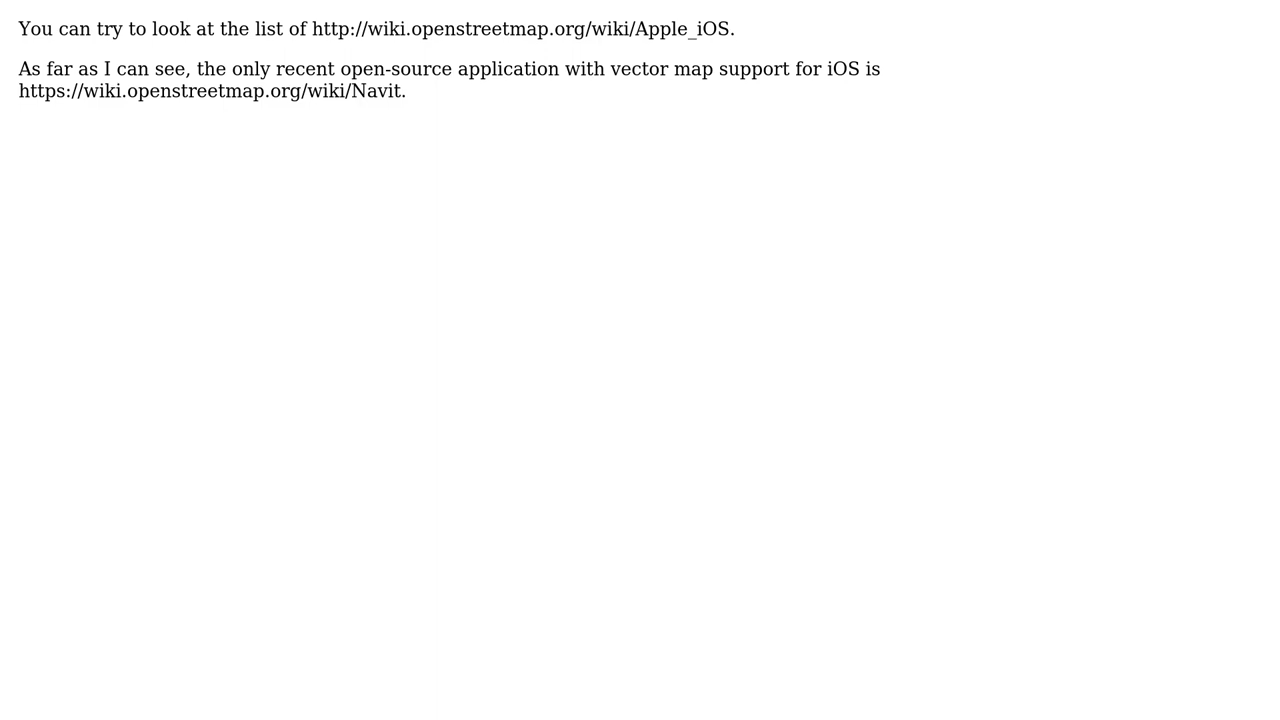 You can try to look at the list of http://wiki.openstreetmap.org/wiki/Apple_iOS.
As far as I can see, the only recent open-source application with vector map support for iOS is
https://wiki.openstreetmap.org/wiki/Navit.